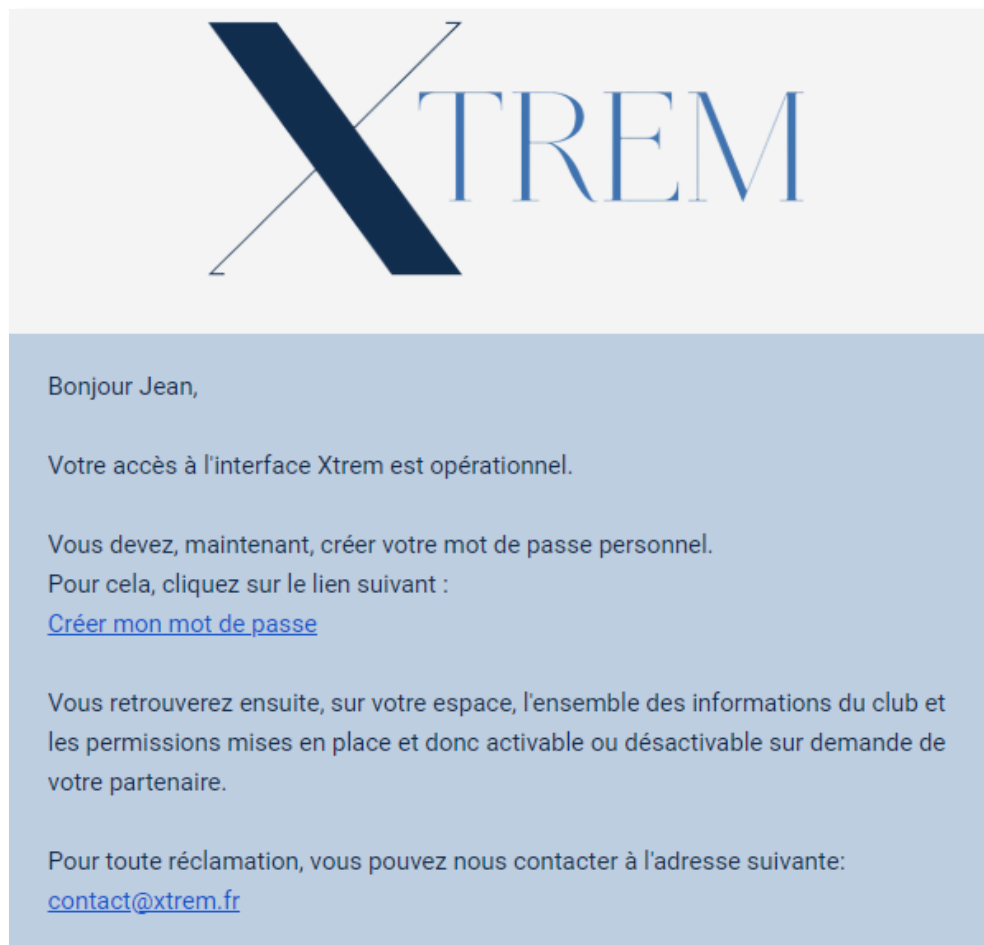 XTREM
Bonjour Jean,
Votre accès à l'interface Xtrem est opérationnel.
Vous devez, maintenant, créer votre mot de passe personnel.
Pour cela, cliquez sur le lien suivant :
Créer mon mot de passe
Vous retrouverez ensuite, sur votre espace, l'ensemble des informations du club et
les permissions mises en place et donc activable ou désactivable sur demande de
votre partenaire.
Pour toute réclamation, vous pouvez nous contacter à l'adresse suivante:
contact@xtrem.fr